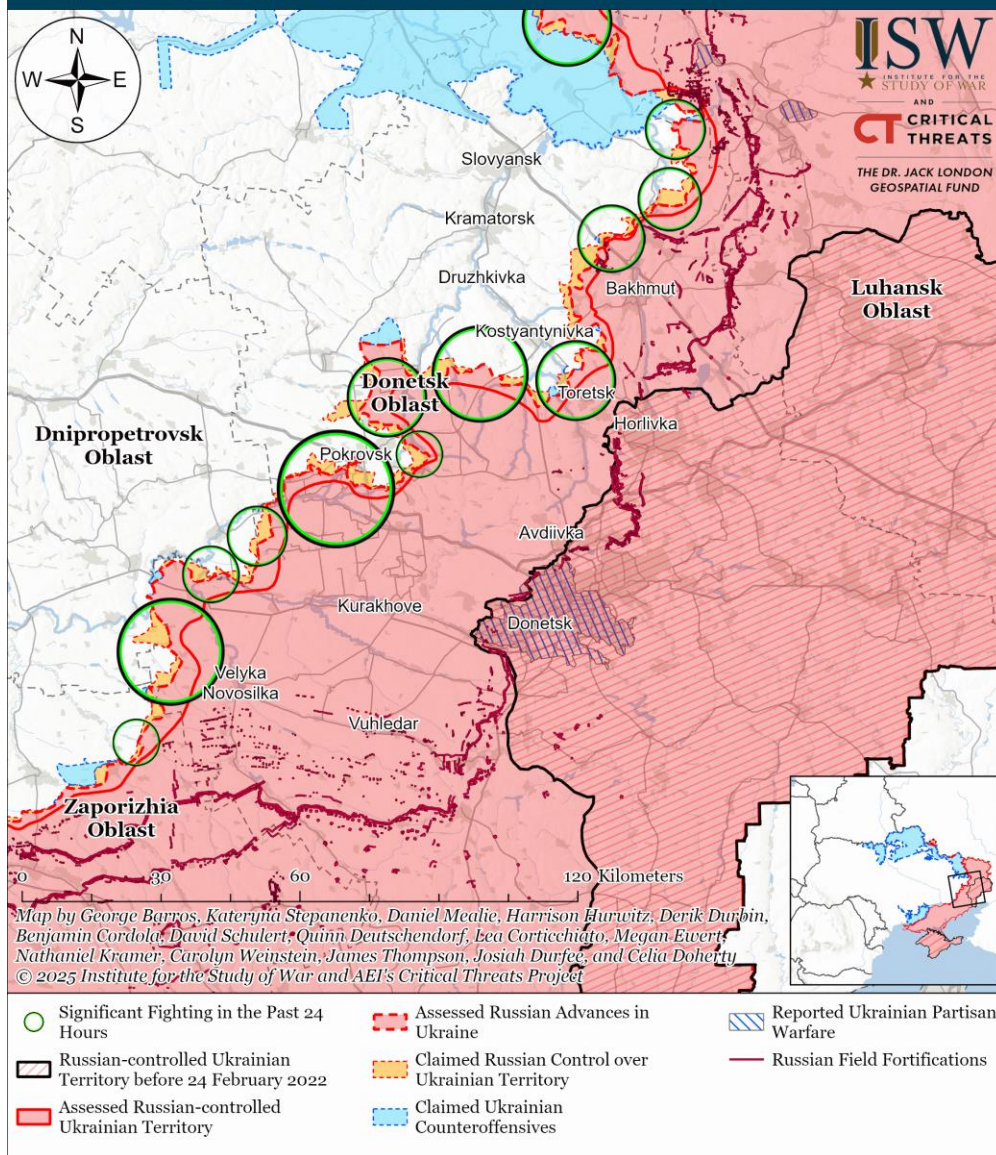 N
W E
S
ISW
INSTITUTE FOR THE
STUDY OF WAR
AND
CT CRITICAL
THREATS
THE DR. JACK LONDON
GEOSPATIAL FUND
Slovyansk
Kramatorsk
Druzhkivka
Bakhmut
Luhansk
Oblast
Kostyantynivka
Donetsk
Oblast
Toretsk
Horlivka
Dnipropetrovsk
Oblast
Pokrovsk
Avdiivka
Kurakhove
Donetsk
Velyka
Novosilka
Vuhledar
Zaporizhia
Oblast
0 30 60 120 Kilometers
Map by George Barros, Kateryna Stepanenko, Daniel Mealie, Harrison Hurwitz, Derik Durbin,
Benjamin Cordola, David Schulert, Quinn Deutschendorf, Lea Corticchiato, Megan Ewert,
Nathaniel Kramer, Carolyn Weinstein, James Thompson, Josiah Durfee, and Celia Doherty
© 2025 Institute for the Study of War and AEI's Critical Threats Project
Significant Fighting in the Past 24
Hours
Russian-controlled Ukrainian
Territory before 24 February 2022
Assessed Russian-controlled
Ukrainian Territory
Assessed Russian Advances in
Ukraine
Claimed Russian Control over
Ukrainian Territory
Claimed Ukrainian
Counteroffensives
Reported Ukrainian Partisan
Warfare
Russian Field Fortifications